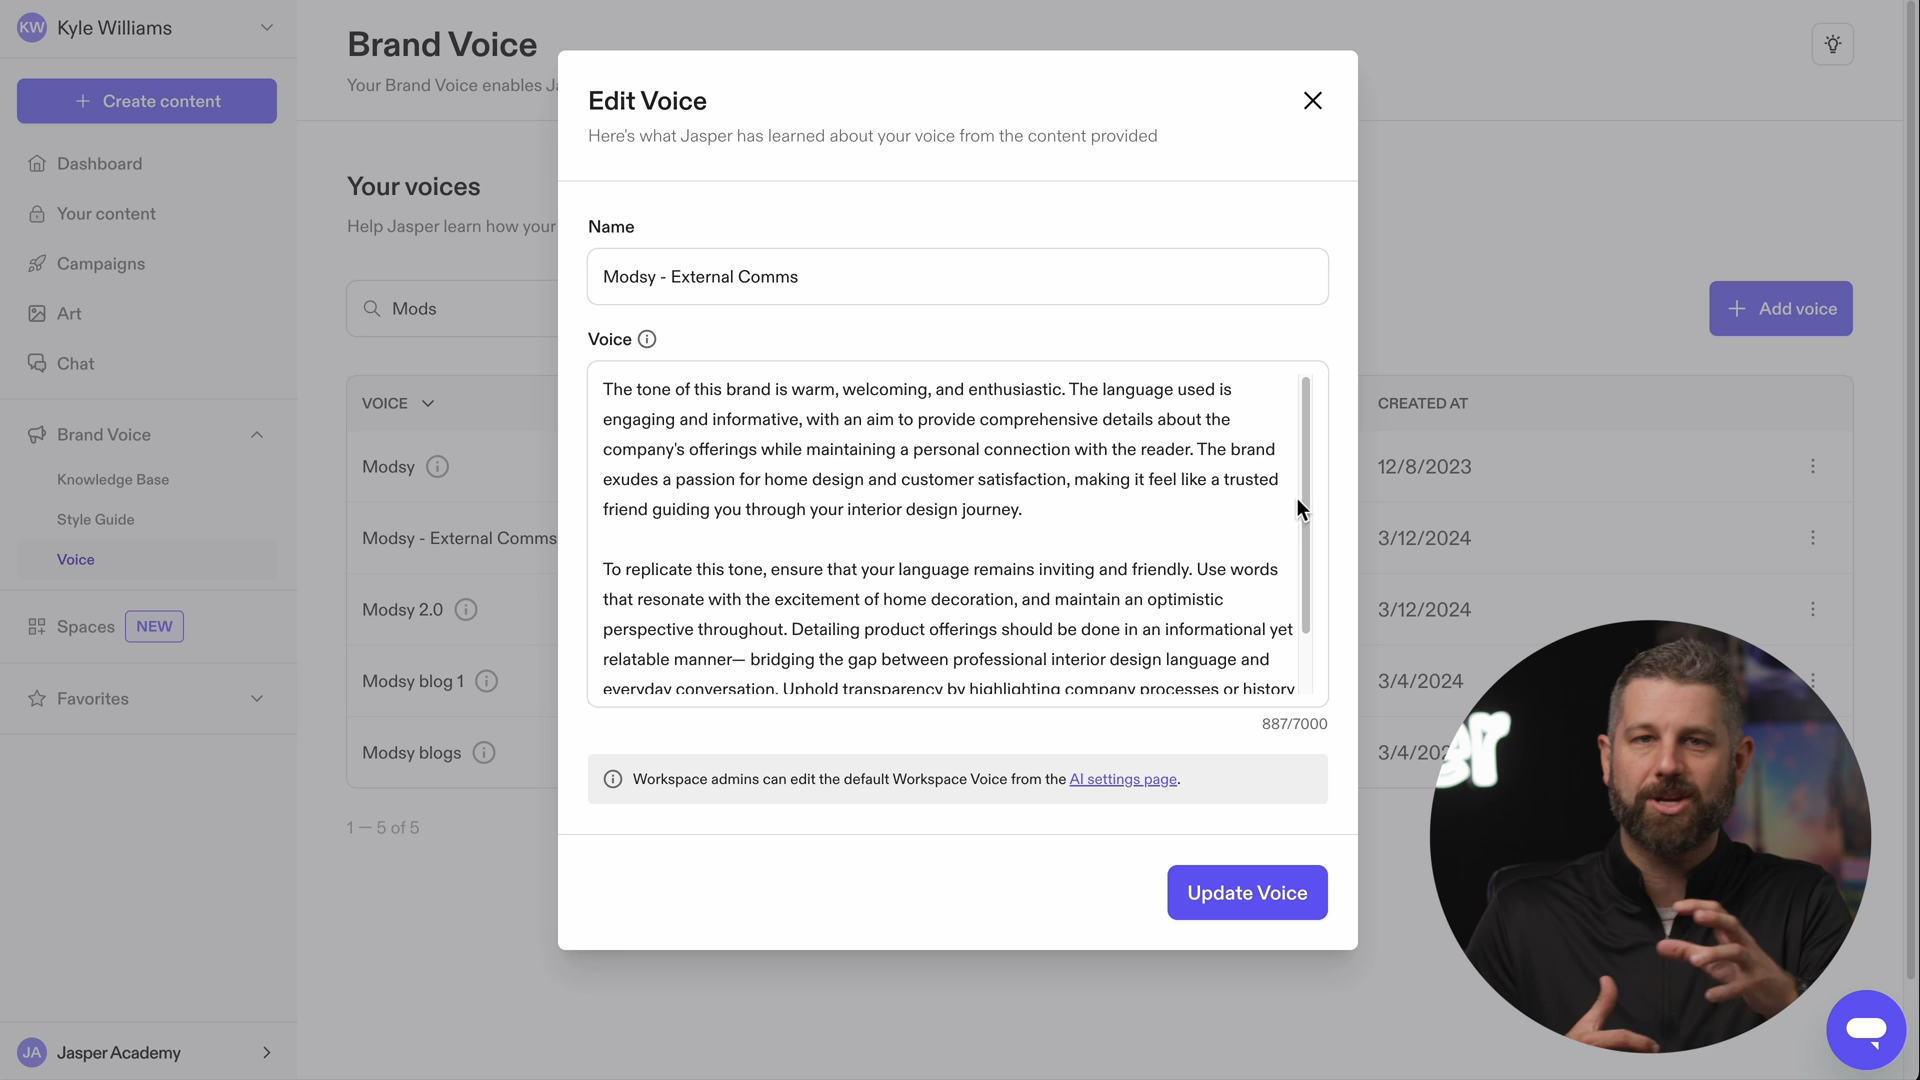 KW Kyle Williams
+ Create content
Dashboard
Your content
Campaigns
Art
Chat
Brand Voice
Knowledge Base
Style Guide
Voice
Spaces NEW
Favorites
JA Jasper Academy
Brand Voice
Your Brand Voice enables
Your voices
Help Jasper learn how your
Mods
+ Add voice
VOICE
CREATED AT
Modsy
12/8/2023
Modsy - External Comms
3/12/2024
Modsy 2.0
3/12/2024
Modsy blog 1
3/4/2024
Modsy blogs
1 — 5 of 5
Edit Voice
Here's what Jasper has learned about your voice from the content provided
Name
Modsy - External Comms
Voice
The tone of this brand is warm, welcoming, and enthusiastic. The language used is
engaging and informative, with an aim to provide comprehensive details about the
company's offerings while maintaining a personal connection with the reader. The brand
exudes a passion for home design and customer satisfaction, making it feel like a trusted
friend guiding you through your interior design journey.
To replicate this tone, ensure that your language remains inviting and friendly. Use words
that resonate with the excitement of home decoration, and maintain an optimistic
perspective throughout. Detailing product offerings should be done in an informational yet
relatable manner— bridging the gap between professional interior design language and
everyday conversation. Uphold transparency by highlighting company processes or history
887/7000
Workspace admins can edit the default Workspace Voice from the AI settings page.
Update Voice